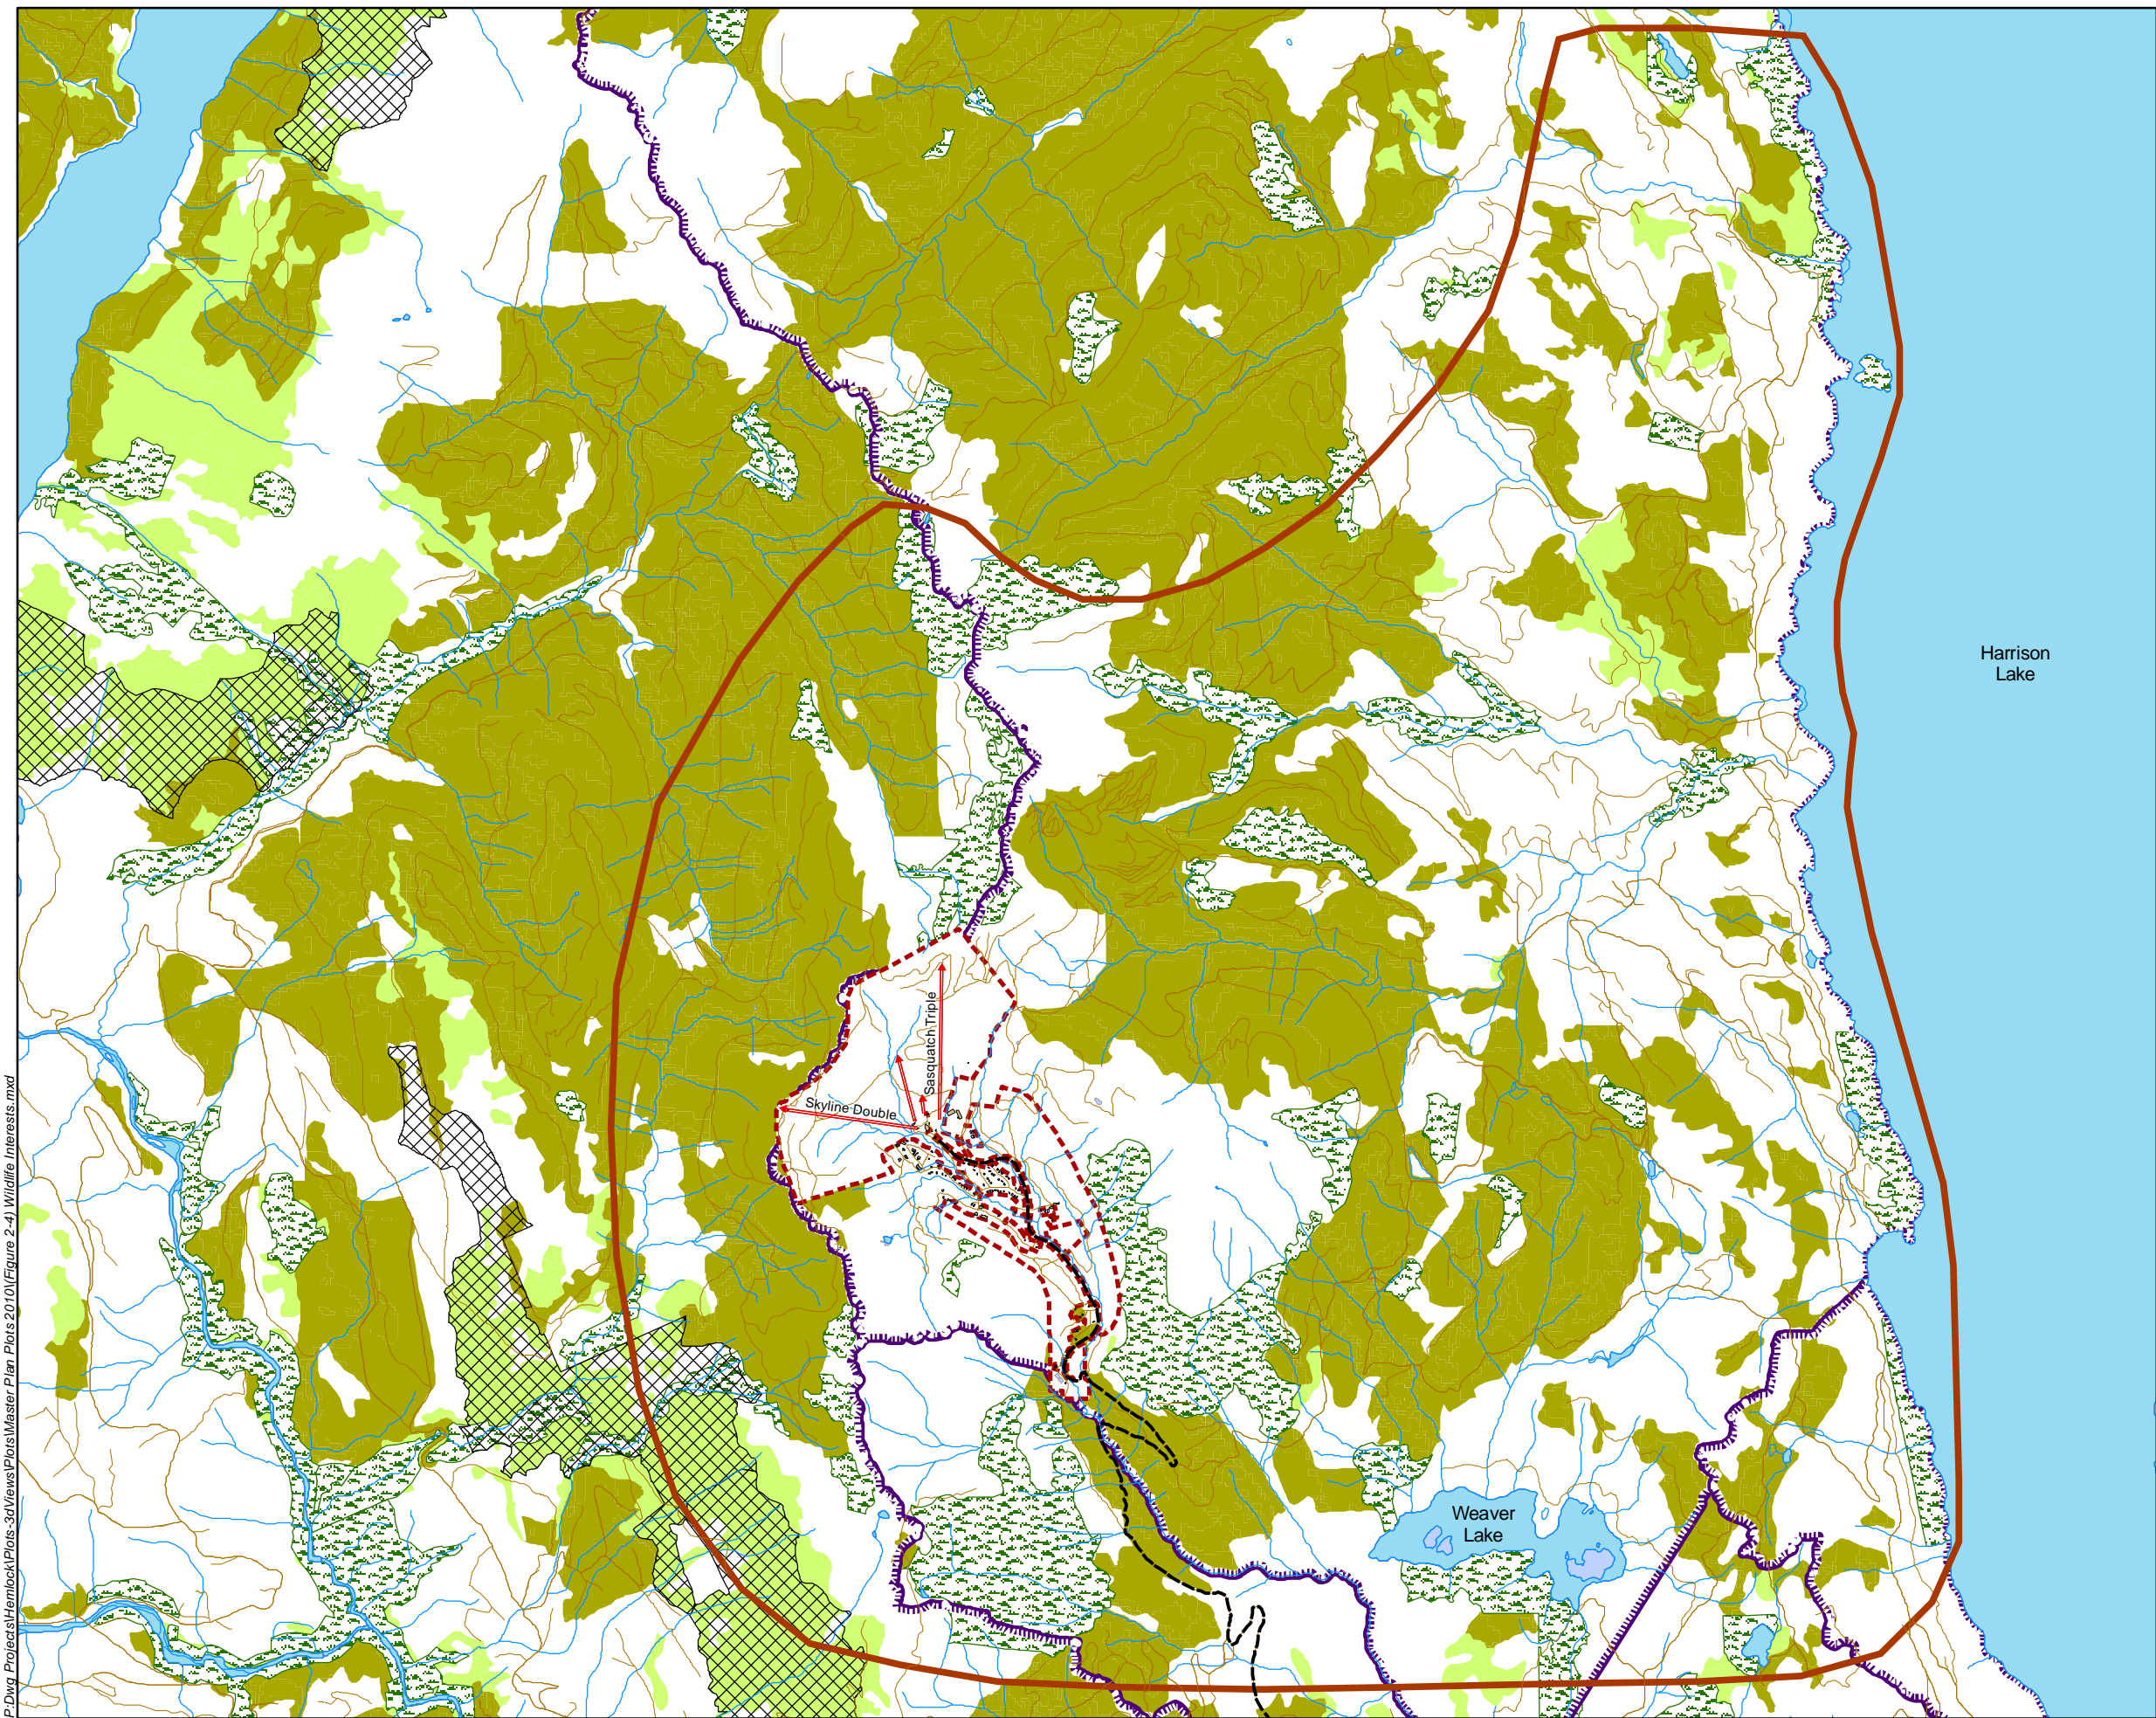 Harrison
Lake
Sasquatch Triple
Skyline Double
Weaver
Lake
P:Dwg Projects\Hemlock\Plots-3dViews\Plots\Master Plan Plots 2010\(Figure 2-4) Wildlife Interests.mxd